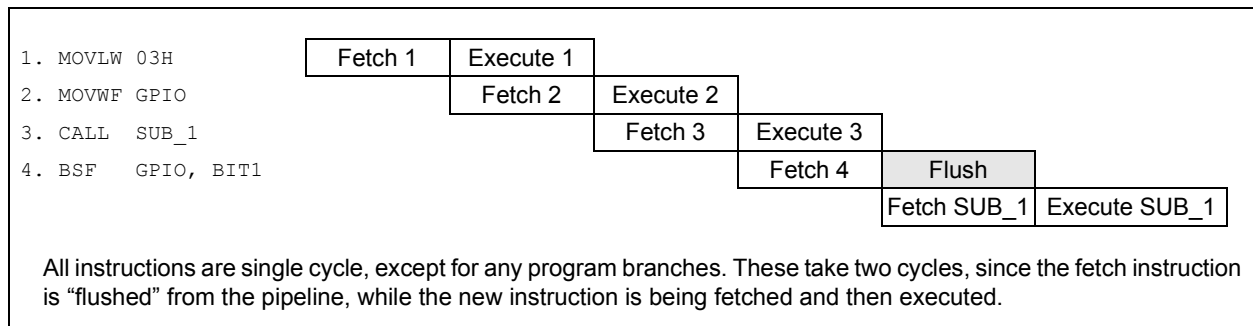 1. MOVLW 03H Fetch 1 Execute 1
2. MOVWF GPIO Fetch 2 Execute 2
3. CALL SUB_1 Fetch 3 Execute 3
4. BSF GPIO, BIT1 Fetch 4 Flush
Fetch SUB_1 Execute SUB_1
All instructions are single cycle, except for any program branches. These take two cycles, since the fetch instruction
is “flushed” from the pipeline, while the new instruction is being fetched and then executed.